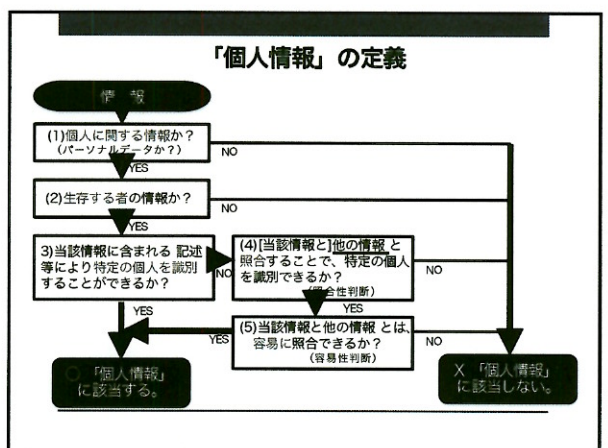 「個人情報」の定義
情 報
(1)個人に関する情報か?
(パーソナルデータか?)
NO
YES
(2)生存する者の情報か?
NO
YES
3)当該情報に含まれる 記述
等により特定の個人を識別
することができるか?
NO
(4)[当該情報と]他の情報 と
照合することで、特定の個人
を識別できるか?
(照合性判断)
NO
YES
YES
(5)当該情報と他の情報 とは、
容易に照合できるか?
(容易性判断)
YES
NO
○ 「個人情報」
に該当する。
X 「個人情報」
に該当しない。